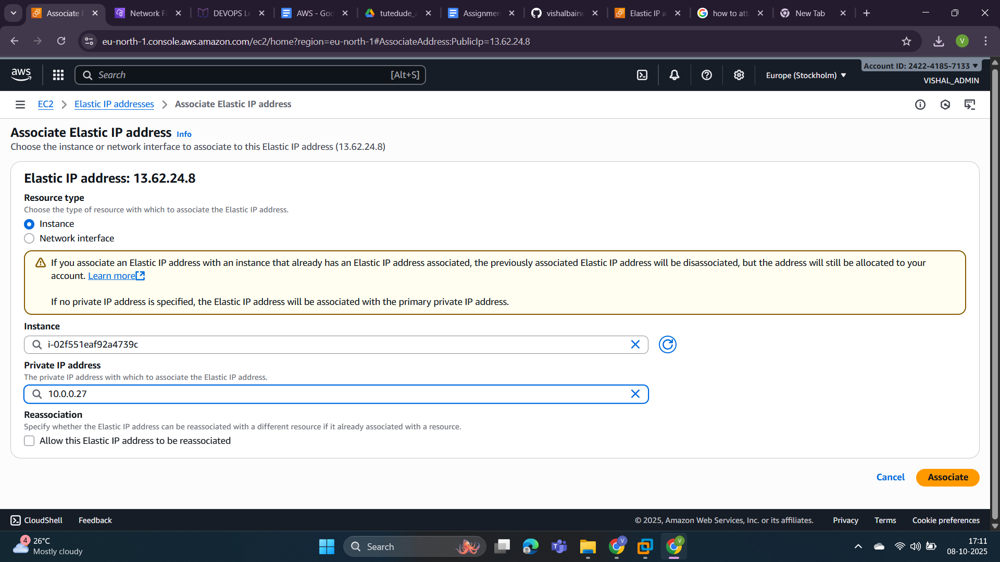 Associate E
Network Fi
DEVOPS Le
AWS - Goo
tutedude_a
Assignmen
vishalbairw
Elastic IP a
how to att
New Tab
eu-north-1.console.aws.amazon.com/ec2/home?region=eu-north-1#AssociateAddress:PublicIp=13.62.24.8
V
aws
Search
[Alt+S]
Europe (Stockholm)
Account ID: 2422-4185-7133
VISHAL_ADMIN
EC2
Elastic IP addresses
Associate Elastic IP address
Associate Elastic IP address Info
Choose the instance or network interface to associate to this Elastic IP address (13.62.24.8)
Elastic IP address: 13.62.24.8
Resource type
Choose the type of resource with which to associate the Elastic IP address.
Instance
Network interface
If you associate an Elastic IP address with an instance that already has an Elastic IP address associated, the previously associated Elastic IP address will be disassociated, but the address will still be allocated to your
account. Learn more
If no private IP address is specified, the Elastic IP address will be associated with the primary private IP address.
Instance
i-02f551eaf92a4739c
Private IP address
The private IP address with which to associate the Elastic IP address.
10.0.0.27
Reassociation
Specify whether the Elastic IP address can be reassociated with a different resource if it already associated with a resource.
Allow this Elastic IP address to be reassociated
Cancel
Associate
CloudShell
Feedback
© 2025, Amazon Web Services, Inc. or its affiliates.
Privacy
Terms
Cookie preferences
4
26°C
Mostly cloudy
Search
T
V
V
17:11
08-10-2025